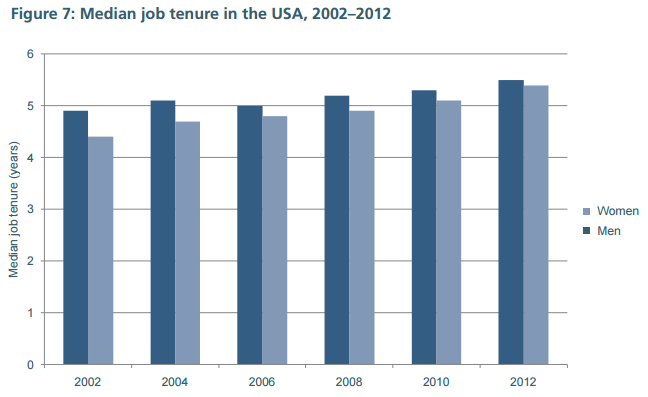 Figure 7: Median job tenure in the USA, 2002–2012
Median job tenure (years)
6
5
4
3
2
1
0
2002 2004 2006 2008 2010 2012
Women
Men